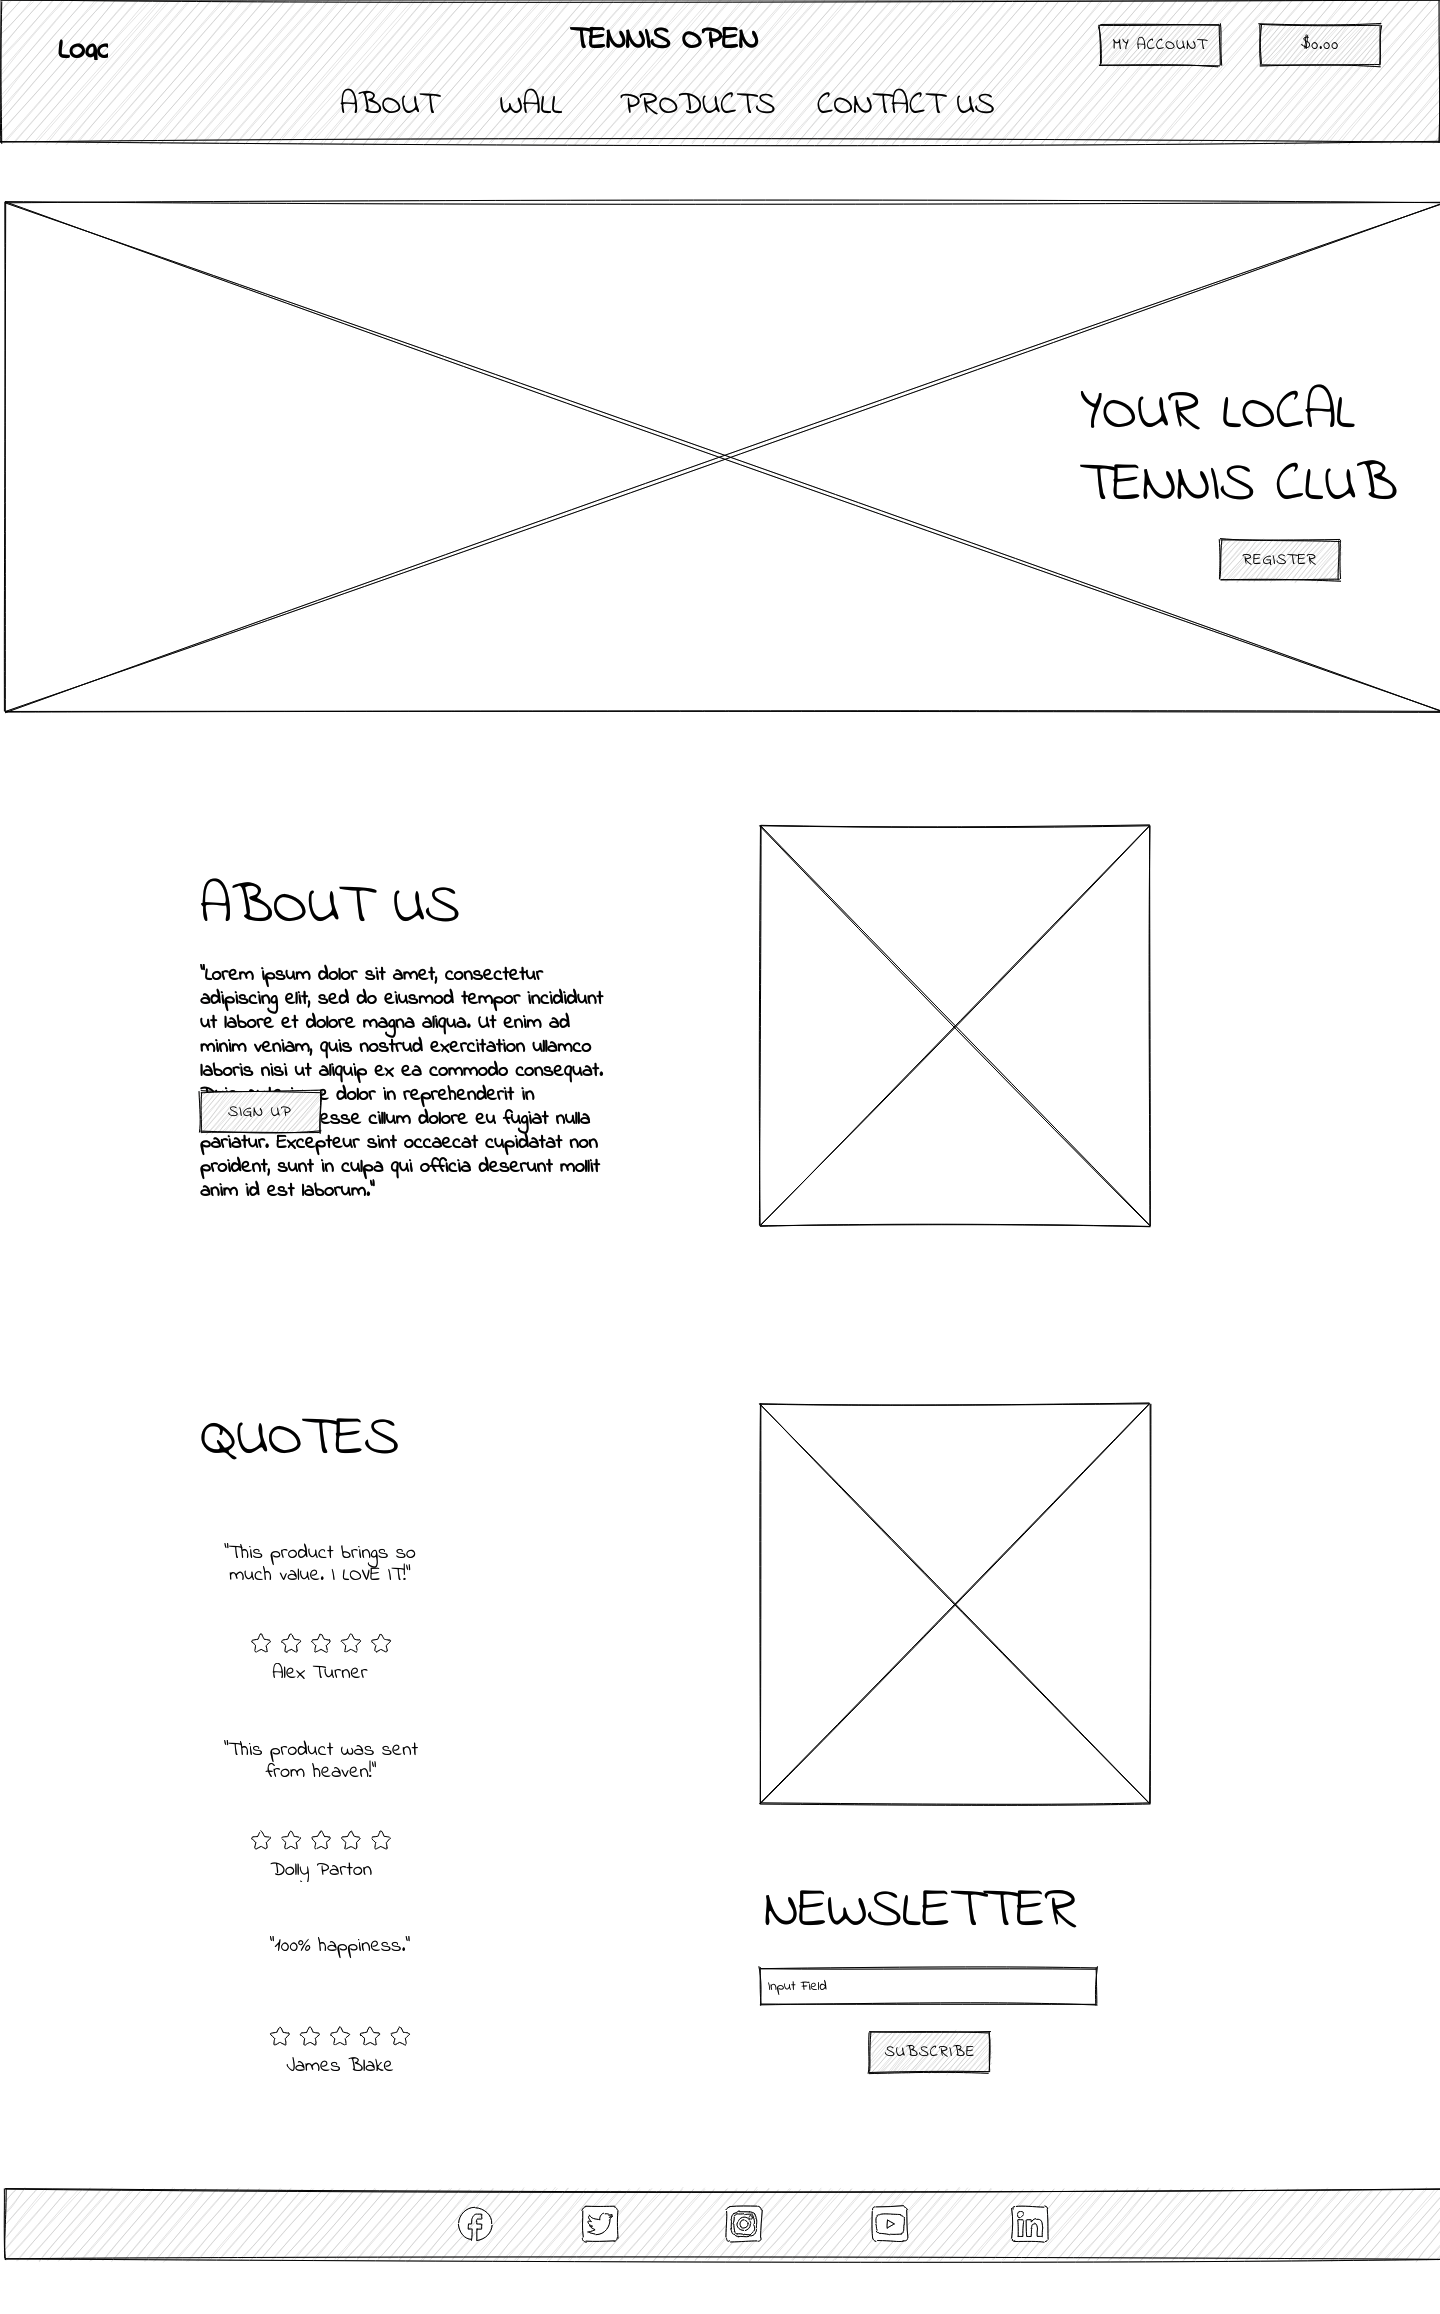 Logo
TENNIS OPEN
MY ACCOUNT
$0.00
ABOUT WALL PRODUCTS CONTACT US
YOUR LOCAL
TENNIS CLUB
REGISTER
ABOUT US
"Lorem ipsum dolor sit amet, consectetur
adipiscing elit, sed do eiusmod tempor incididunt
ut labore et dolore magna aliqua. Ut enim ad
minim veniam, quis nostrud exercitation ullamco
laboris nisi ut aliquip ex ea commodo consequat.
dolor in reprehenderit in
SIGN UP
esse cillum dolore eu fugiat nulla
pariatur. Excepteur sint occaecat cupidatat non
proident, sunt in culpa qui officia deserunt mollit
anim id est laborum."
QUOTES
"This product brings so
much value. I LOVE IT!"
Alex Turner
"This product was sent
from heaven!"
Dolly Parton
"100% happiness."
James Blake
NEWSLETTER
Input Field
SUBSCRIBE